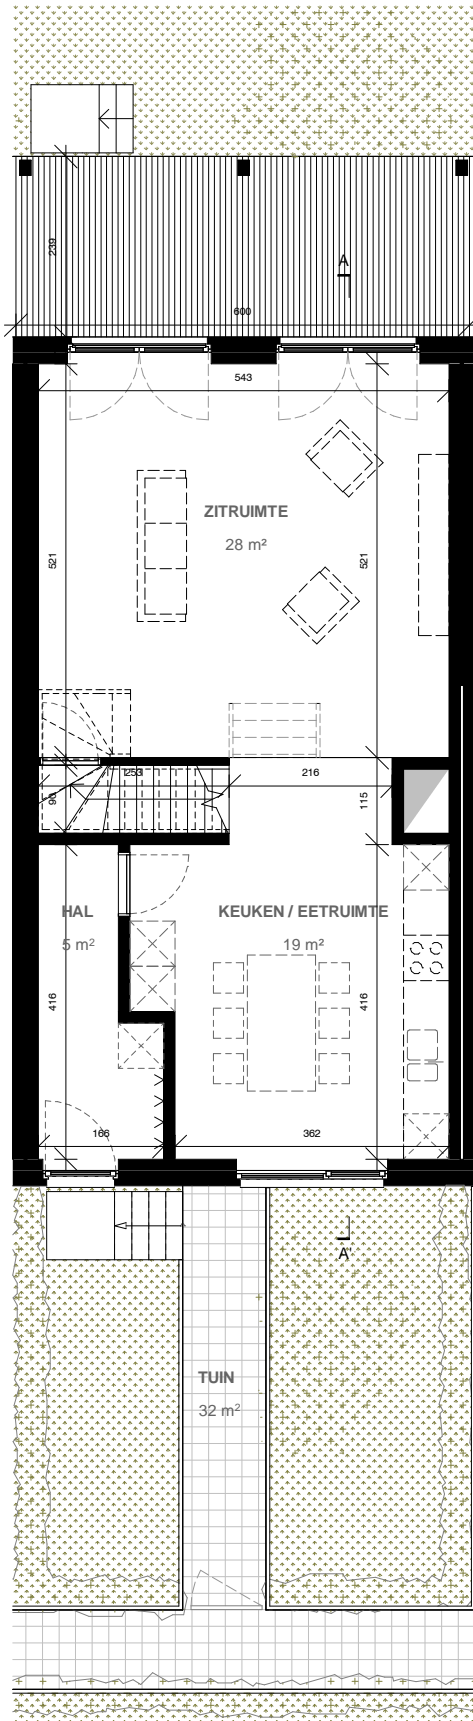 239
A
600
543
ZITRUIMTE
28 m²
521
521
253
216
90
115
HAL
5 m²
KEUKEN / EETRUIMTE
19 m²
416
416
166
362
A'
TUIN
32 m²